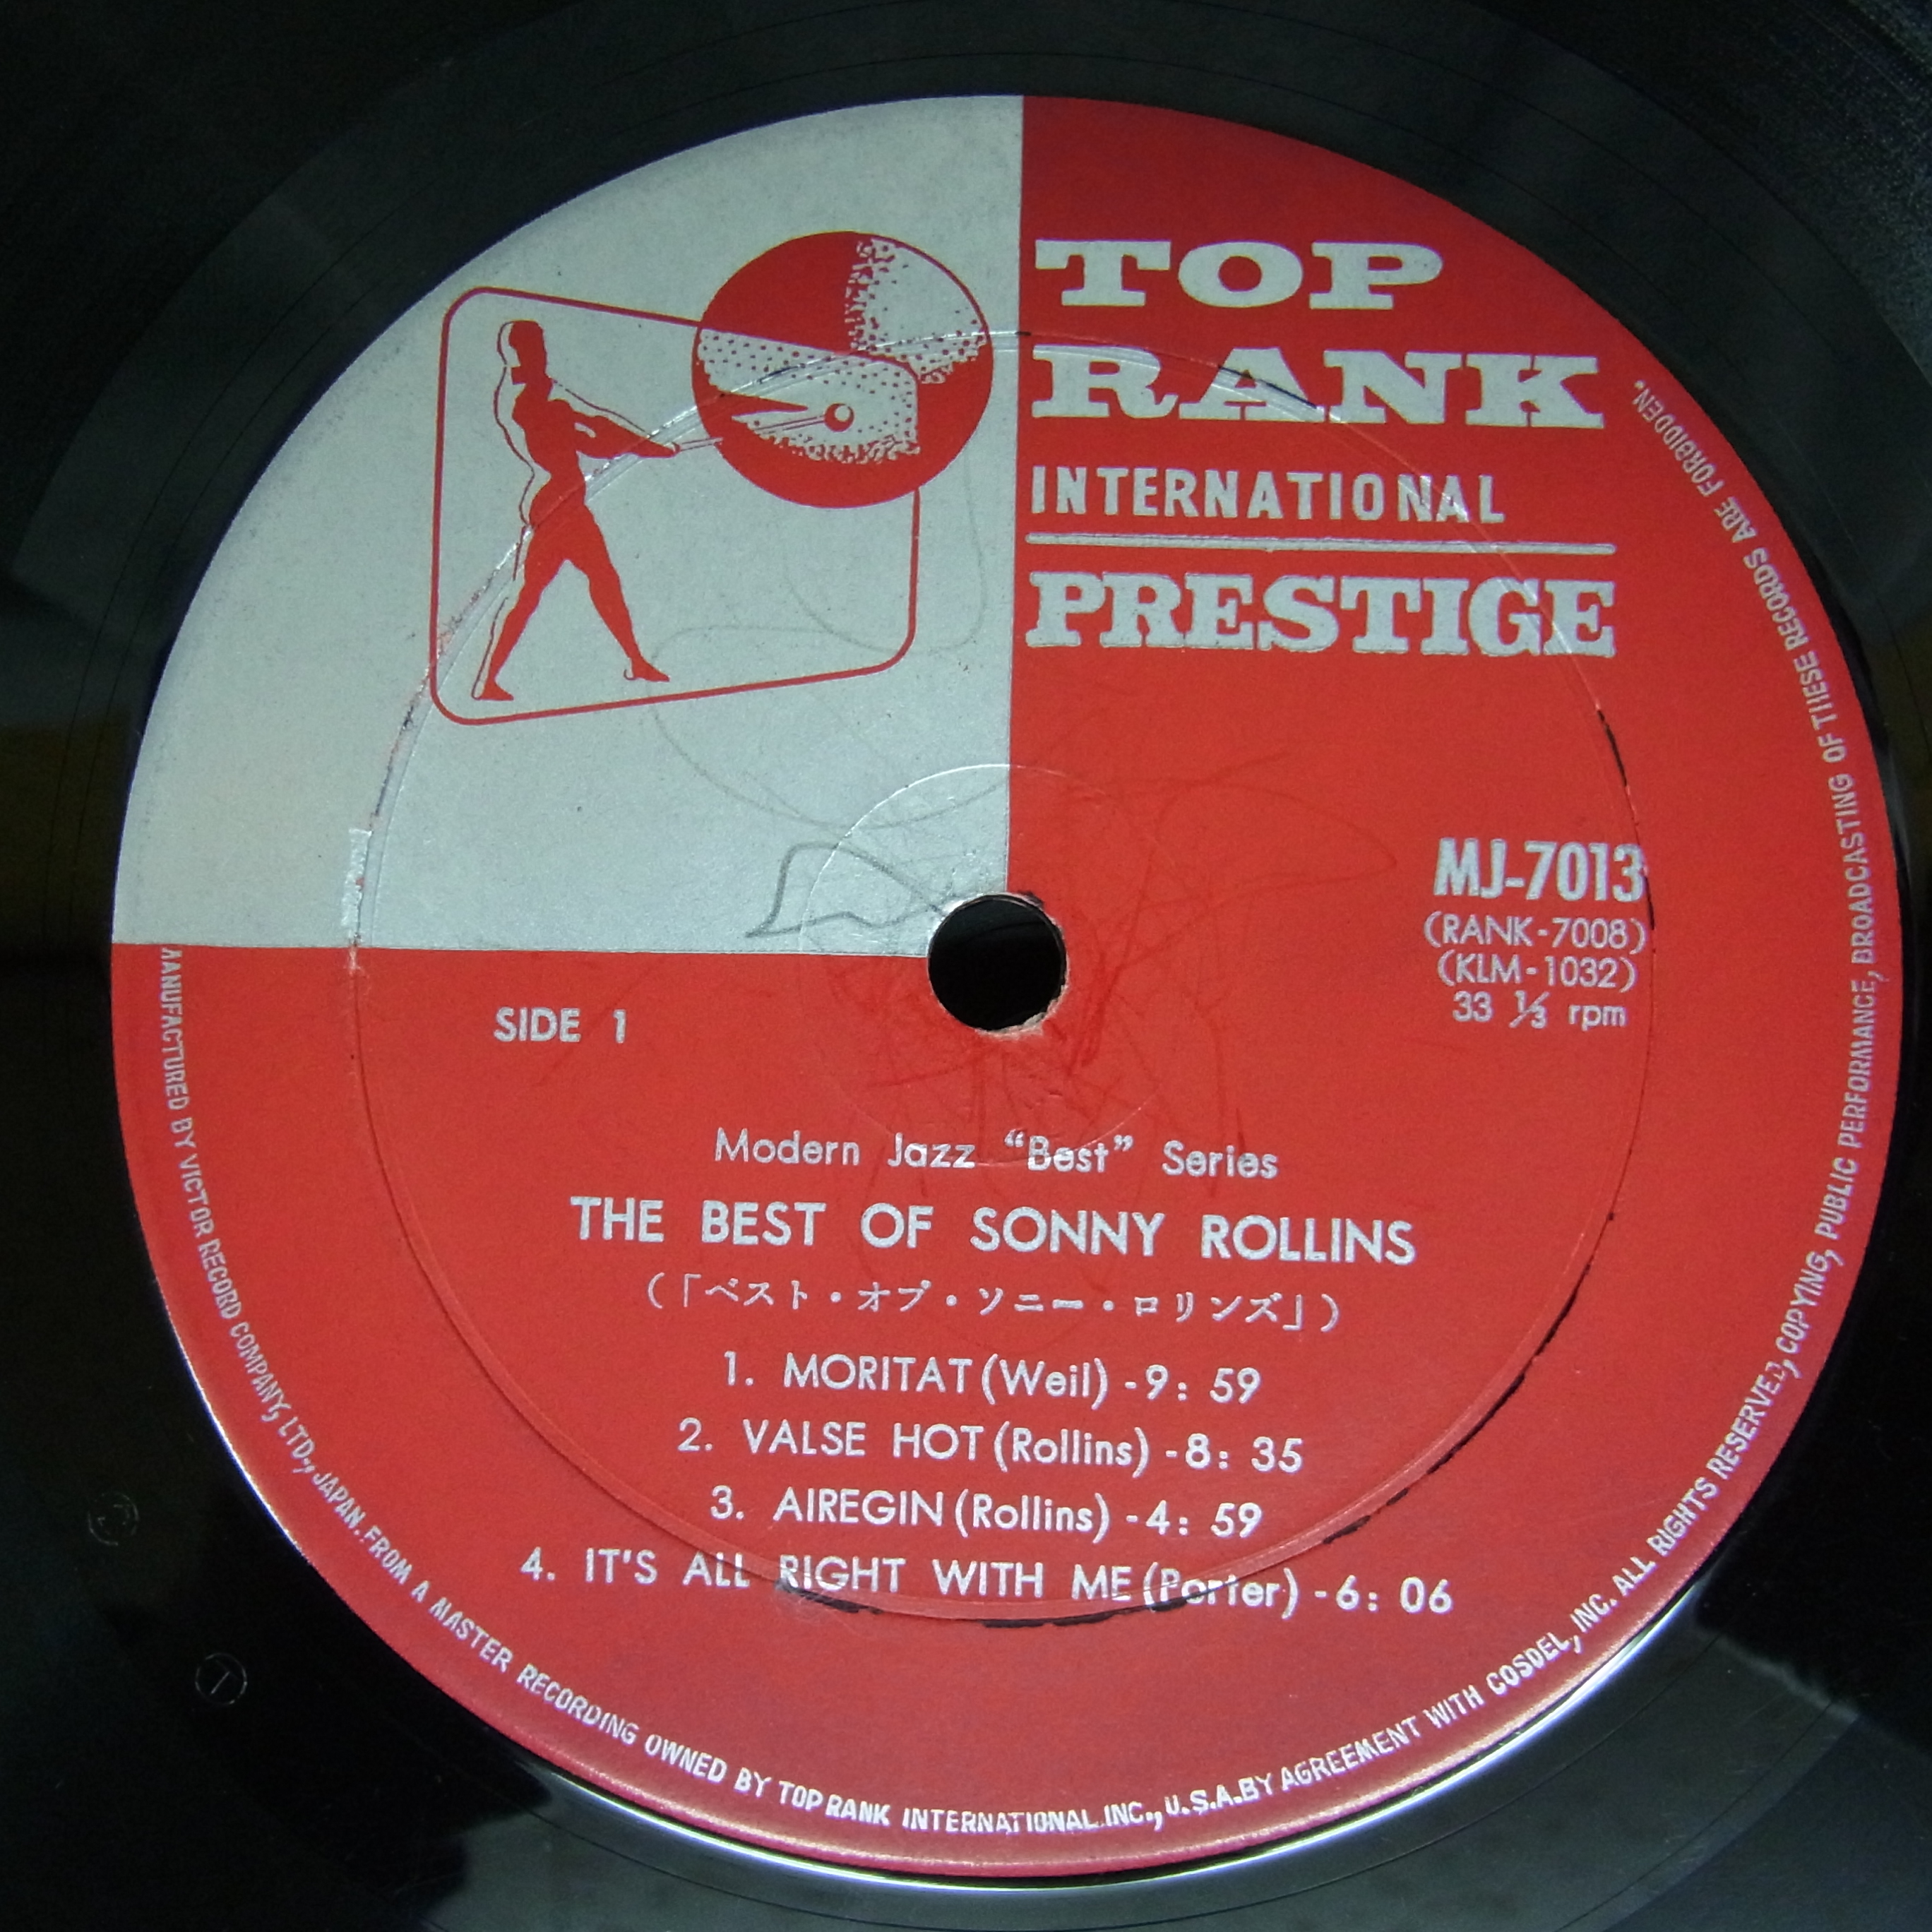 TOP
RANK
INTERNATIONAL
PRESTIGE
MJ-7013
(RANK-7008)
(KLM-1032)
33 ⅓ rpm
SIDE 1
Modern Jazz “Best” Series
THE BEST OF SONNY ROLLINS
(「ベスト・オブ・ソニー・ロリンズ」)
1. MORITAT (Weil) -9: 59
2. VALSE HOT (Rollins) -8: 35
3. AIREGIN (Rollins) -4: 59
4. IT'S ALL RIGHT WITH ME (Porter) -6: 06
MANUFACTURED BY VICTOR RECORD COMPANY, LTD., JAPAN. FROM A MASTER RECORDING OWNED BY TOP RANK INTERNATIONAL INC., U.S.A. BY AGREEMENT WITH COSDEL, INC. ALL RIGHTS RESERVED, COPYING, PUBLIC PERFORMANCE, BROADCASTING OF THESE RECORDS ARE FORBIDDEN.